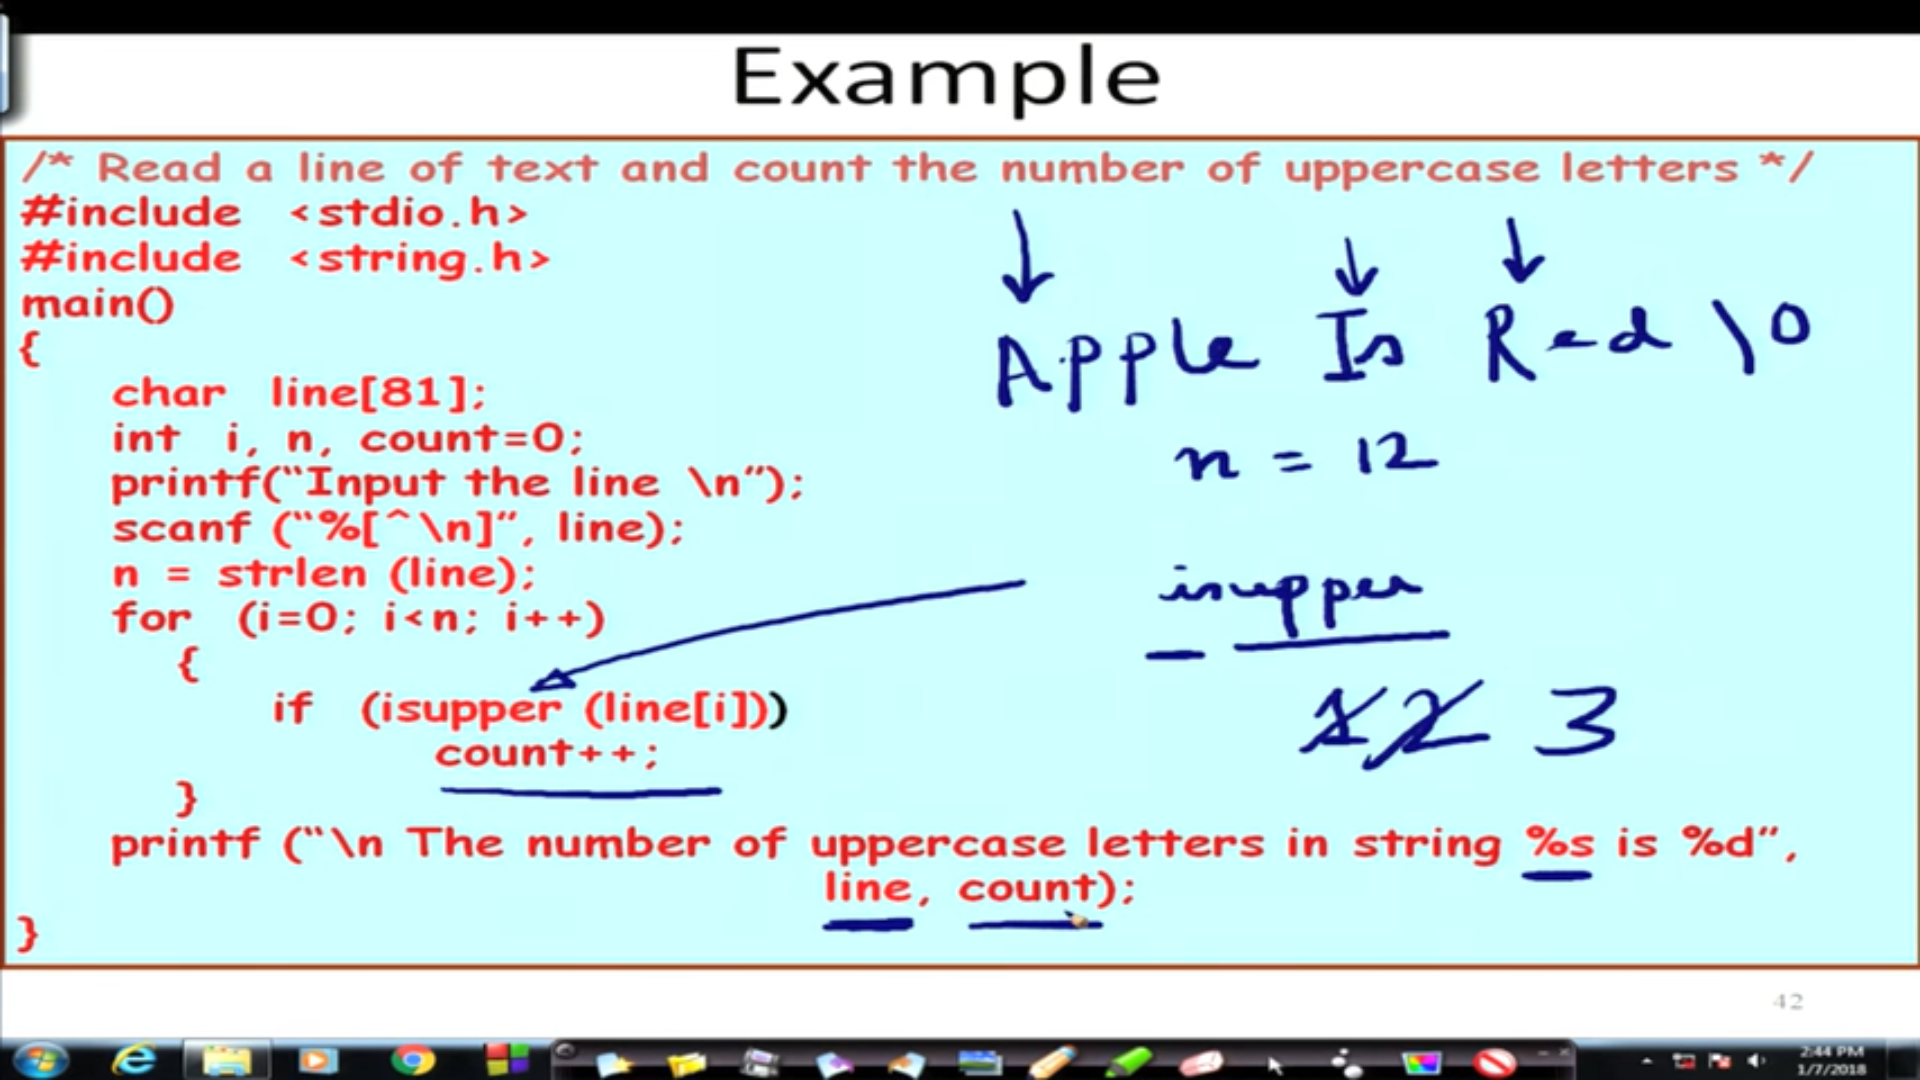 Example
/* Read a line of text and count the number of uppercase letters */
#include <stdio.h>
#include <string.h>
main()
{
char line[81];
int i, n, count=0;
printf(“Input the line \n”);
scanf (“%[^\n]”, line);
n = strlen (line);
for (i=0; i<n; i++)
{
if (isupper (line[i]))
count++;
}
printf (“\n The number of uppercase letters in string %s is %d”,
line, count);
}
Apple Is Red \0
n = 12
isupper
1 2 3
42
2:44 PM
1/7/2018